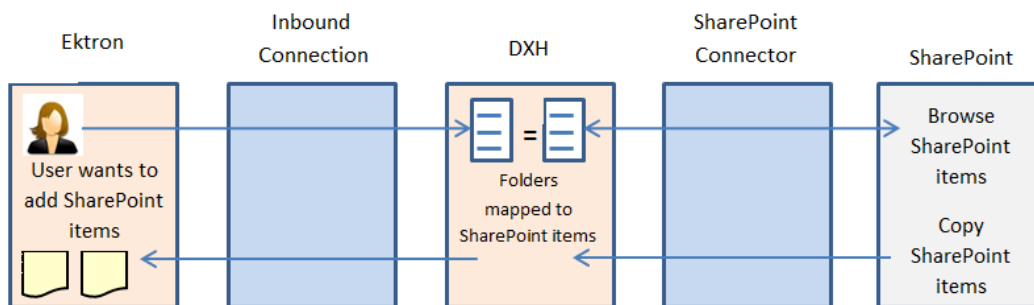 Ektron
Inbound
Connection
DXH
SharePoint
Connector
SharePoint
User wants to
add SharePoint
items
=
Folders
mapped to
SharePoint items
Browse
SharePoint
items
Copy
SharePoint
items